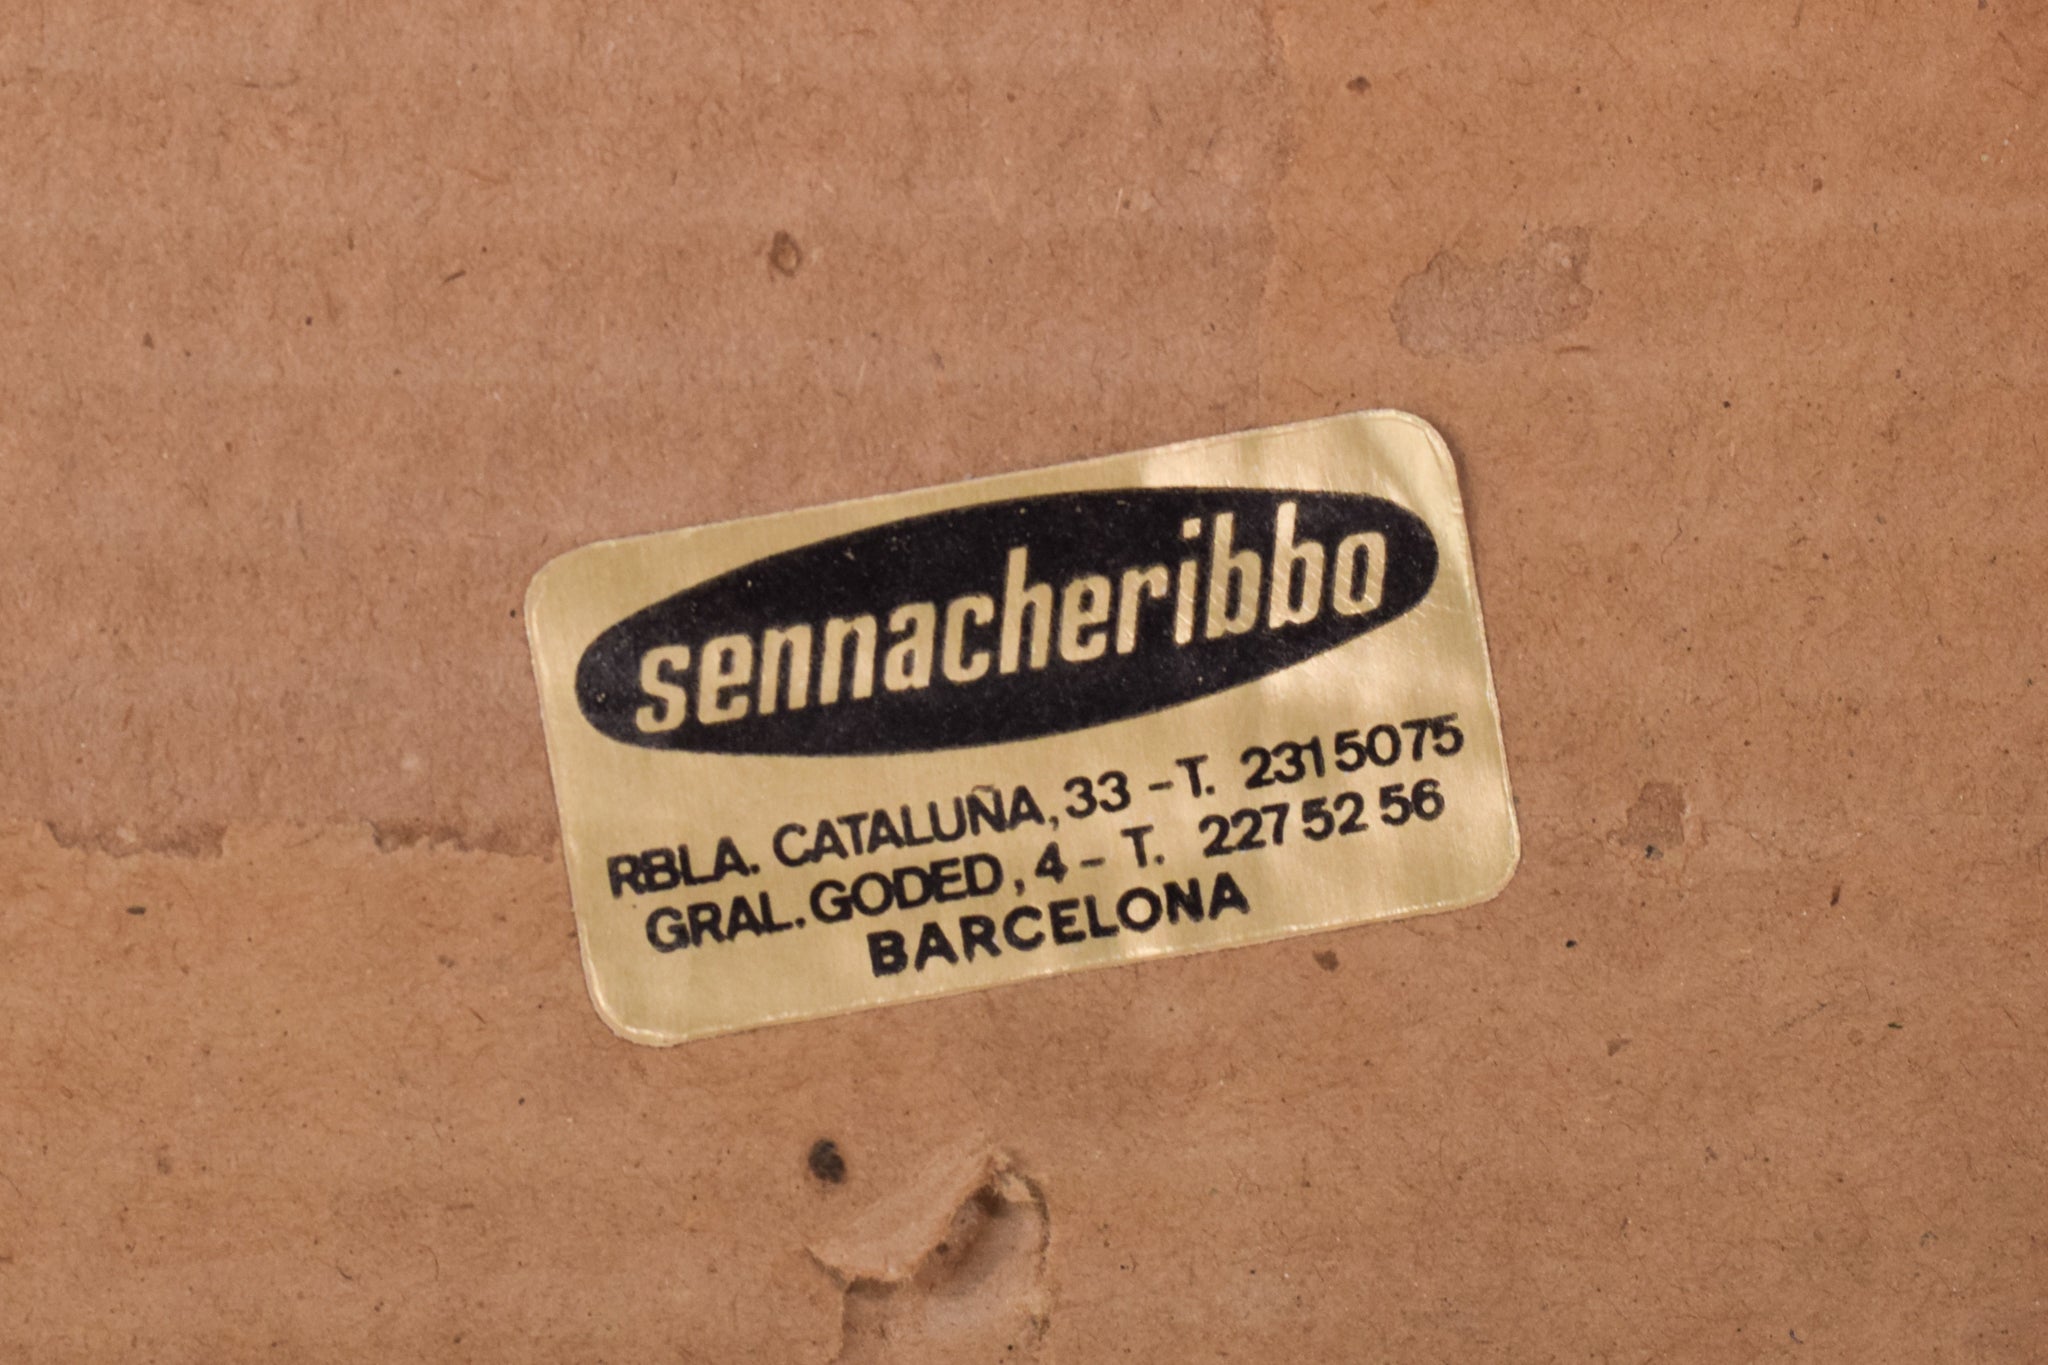 sennacheribbo
RBLA. CATALUÑA, 33 - T. 231 5075
GRAL. GODED, 4 - T. 227 52 56
BARCELONA